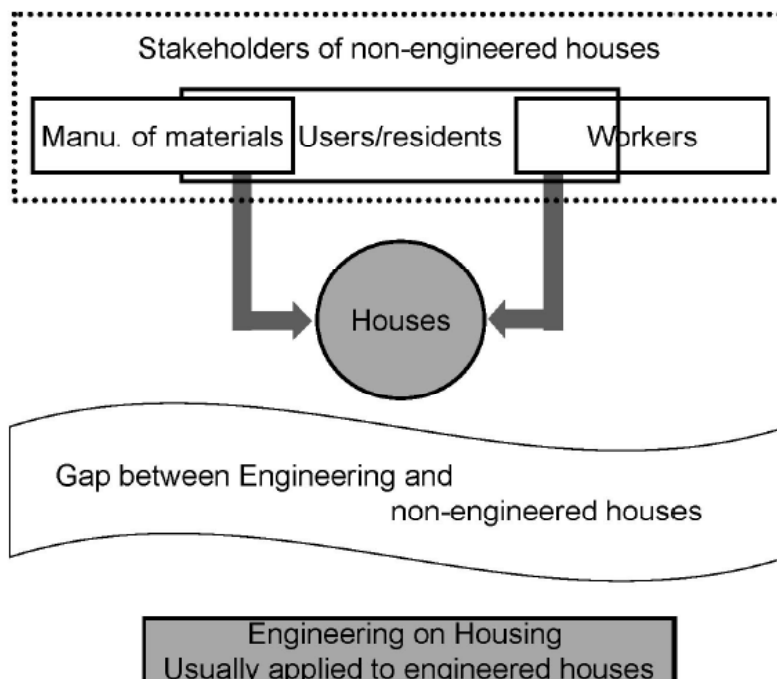 Stakeholders of non-engineered houses
Manu. of materials Users/residents Workers
Houses
Gap between Engineering and
non-engineered houses
Engineering on Housing
Usually applied to engineered houses